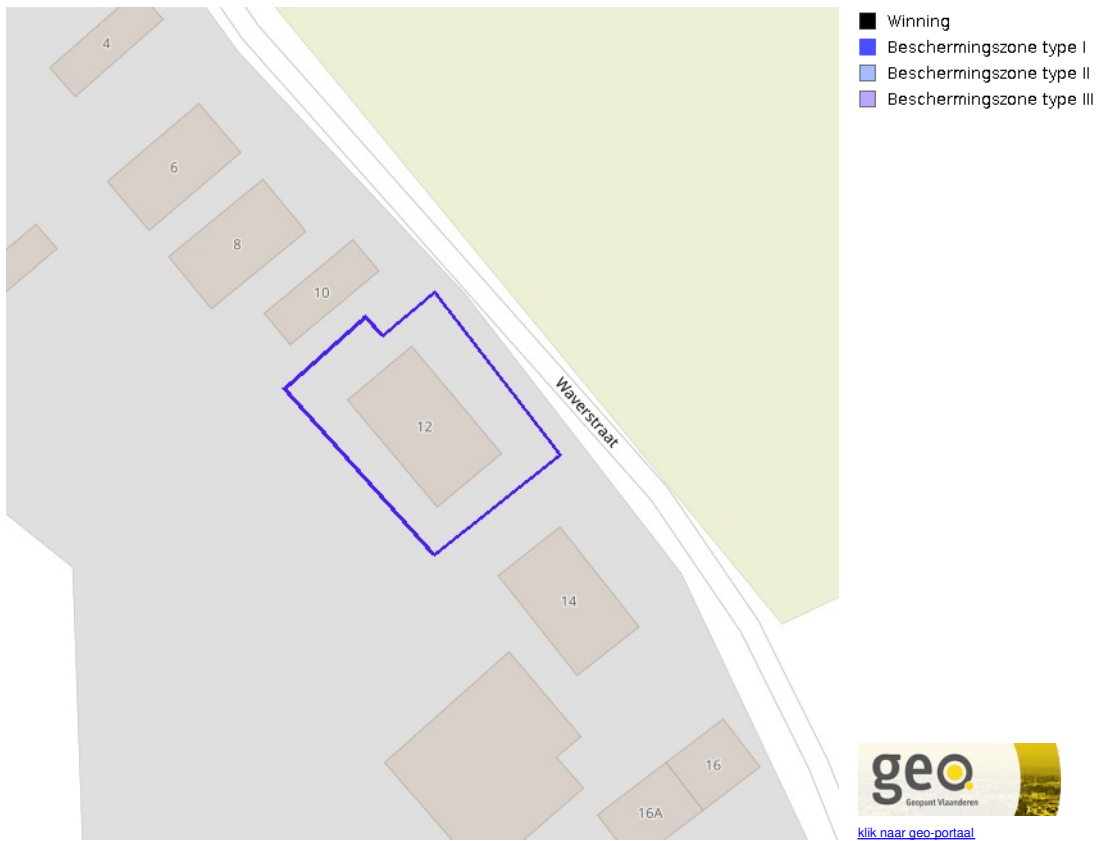 4
6
8
10
12
Waverstraat
14
16
16A
Winning
Beschermingszone type I
Beschermingszone type II
Beschermingszone type III
geo.
Geopunt Vlaanderen
klik naar geo-portaal